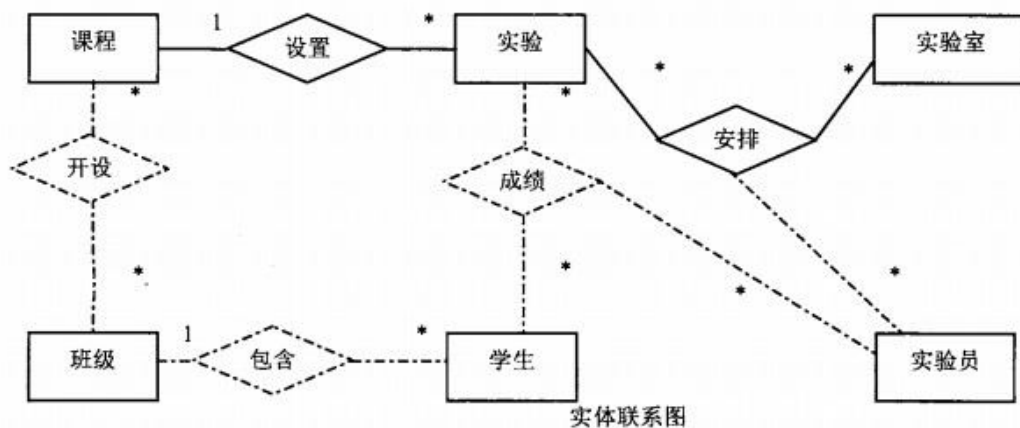 课程 1 设置 * 实验 实验室
* * * *
开设 成绩 安排
* * * *
班级 1 包含 * 学生 实验员
实体联系图